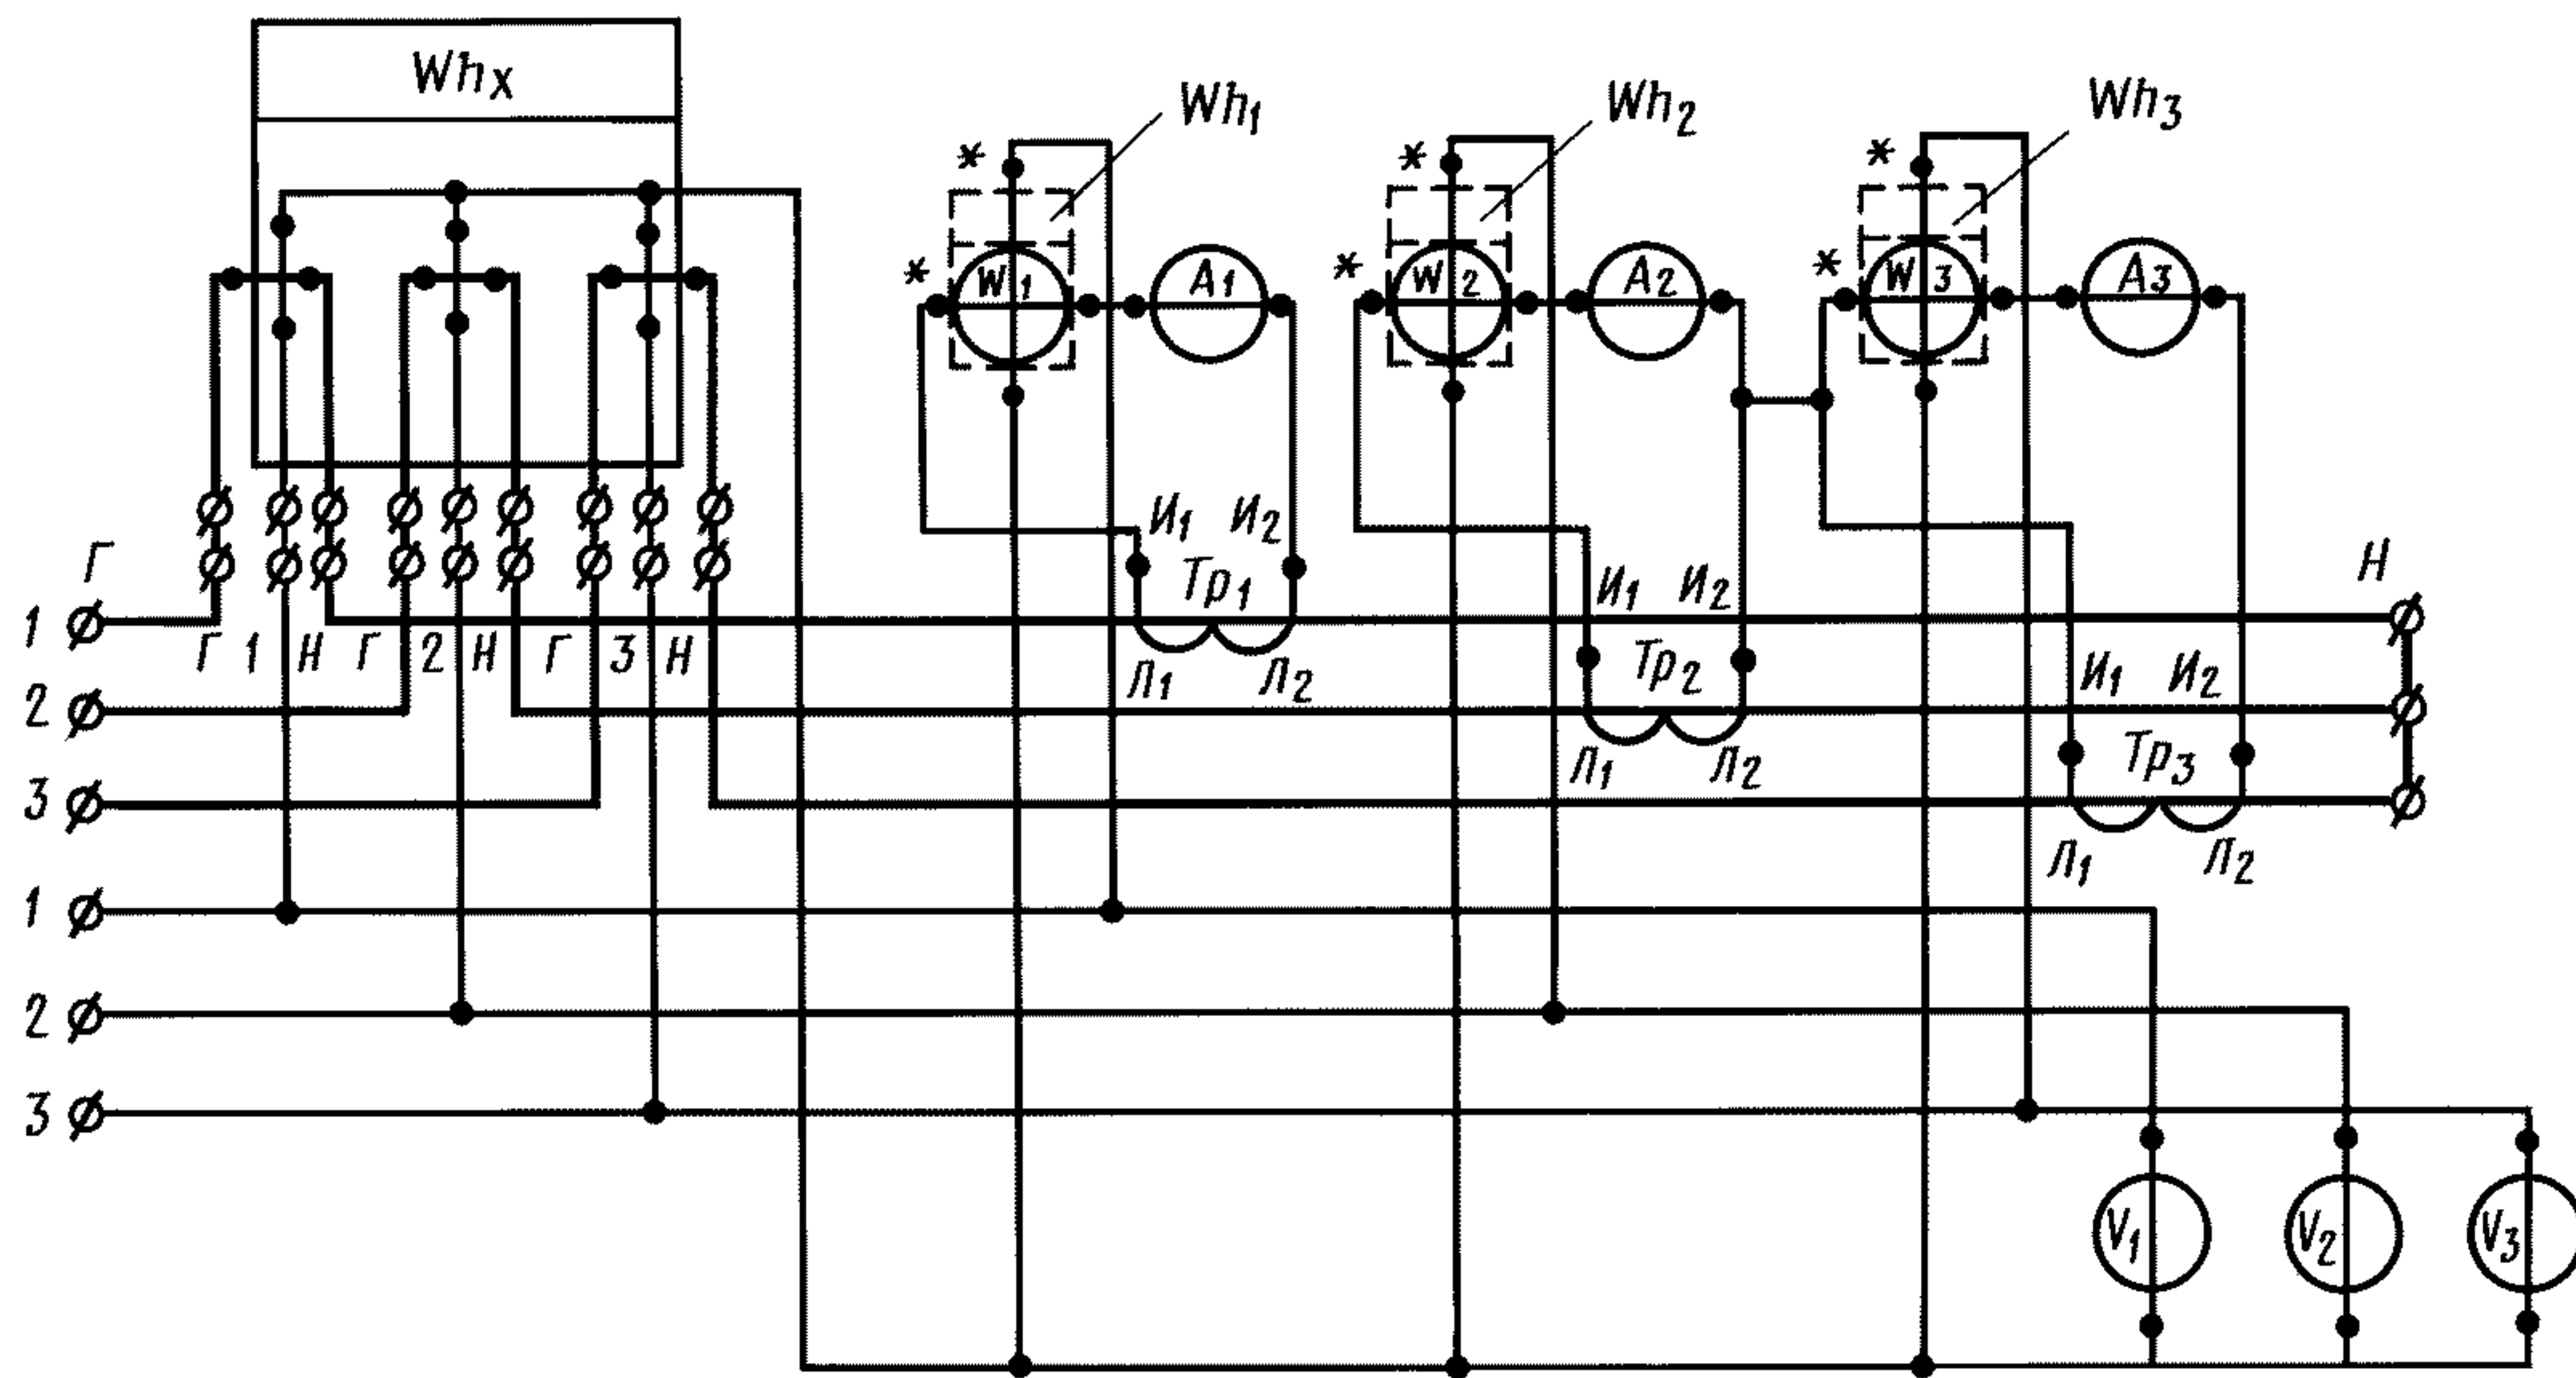 Whx
Wh1
Wh2
Wh3
*
*
*
*
*
*
W1
A1
W2
A2
W3
A3
И1 И2
Тр1
Л1 Л2
И1 И2
Тр2
Л1 Л2
И1 И2
Тр3
Л1 Л2
Г
Н
1
Г 1 Н Г 2 Н Г 3 Н
2
3
1
2
3
V1
V2
V3